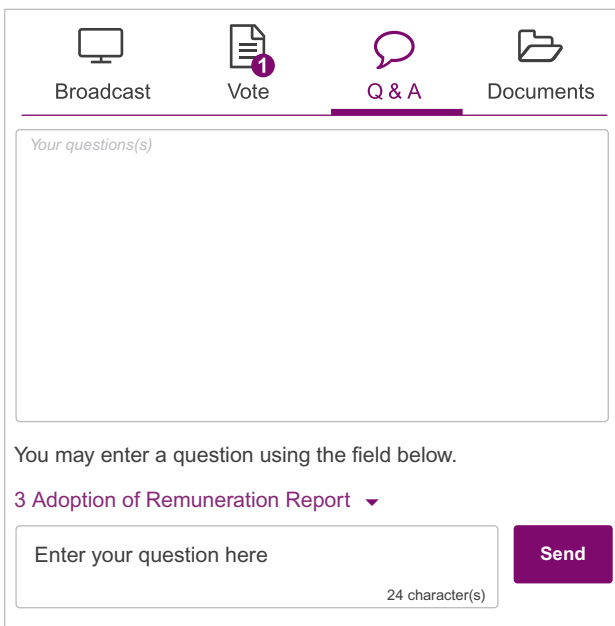 1
Broadcast Vote Q & A Documents
Your questions(s)
You may enter a question using the field below.
3 Adoption of Remuneration Report
Enter your question here Send
24 character(s)